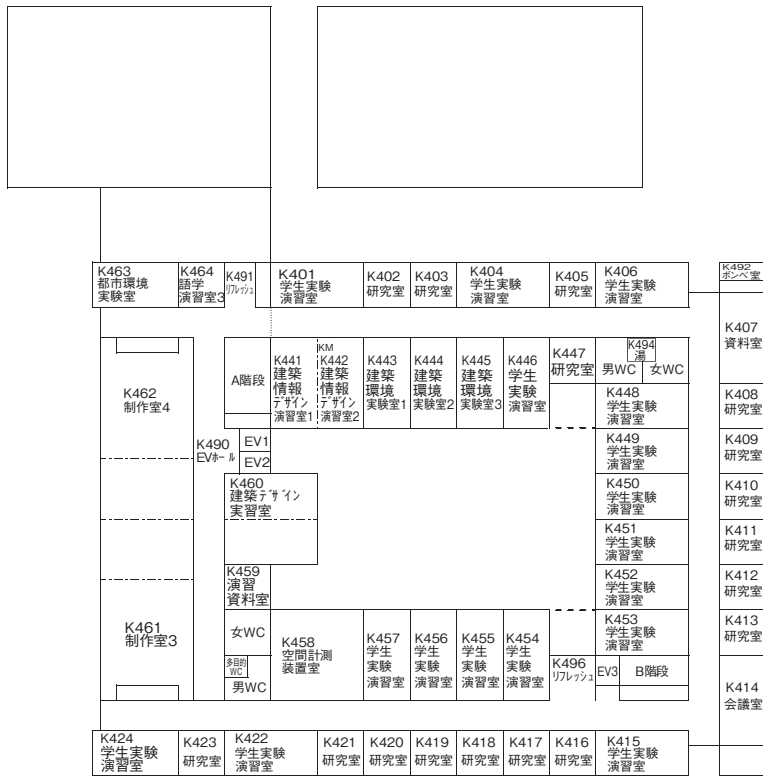 K463
都市環境
実験室
K464
語学
演習室3
K491
リフレッシュ
K401
学生実験
演習室
K402
研究室
K403
研究室
K404
学生実験
演習室
K405
研究室
K406
学生実験
演習室
K492
ボンベ室
K407
資料室
K462
制作室4
A階段
K441
建築
情報
デザイン
演習室1
KM
K442
建築
情報
デザイン
演習室2
K443
建築
環境
実験室1
K444
建築
環境
実験室2
K445
建築
環境
実験室3
K446
学生
実験
演習室
K447
研究室
K494
湯
男WC
女WC
K448
学生実験
演習室
K408
研究室
K490
EVホール
EV1
EV2
K449
学生実験
演習室
K409
研究室
K460
建築デザイン
実習室
K450
学生実験
演習室
K410
研究室
K451
学生実験
演習室
K411
研究室
K459
演習
資料室
K452
学生実験
演習室
K412
研究室
K461
制作室3
女WC
多目的
WC
男WC
K458
空間計測
装置室
K457
学生
実験
演習室
K456
学生
実験
演習室
K455
学生
実験
演習室
K454
学生
実験
演習室
K496
リフレッシュ
K453
学生実験
演習室
EV3
B階段
K413
研究室
K414
会議室
K424
学生実験
演習室
K423
研究室
K422
学生実験
演習室
K421
研究室
K420
研究室
K419
研究室
K418
研究室
K417
研究室
K416
研究室
K415
学生実験
演習室